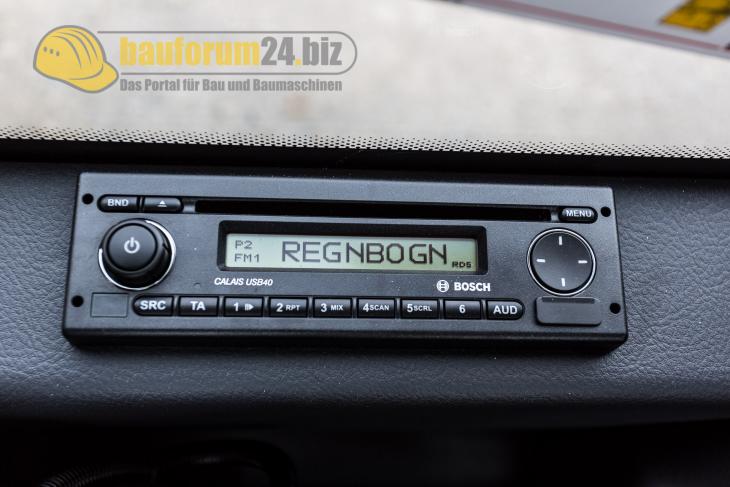 bauforum24.biz
Das Portal für Bau und Baumaschinen
BND
MENU
P2
FM1
REGNBOGN
RDS
CALAIS USB40
BOSCH
SRC TA 1 2 RPT 3 MIX 4 SCAN 5 SCRL 6 AUD